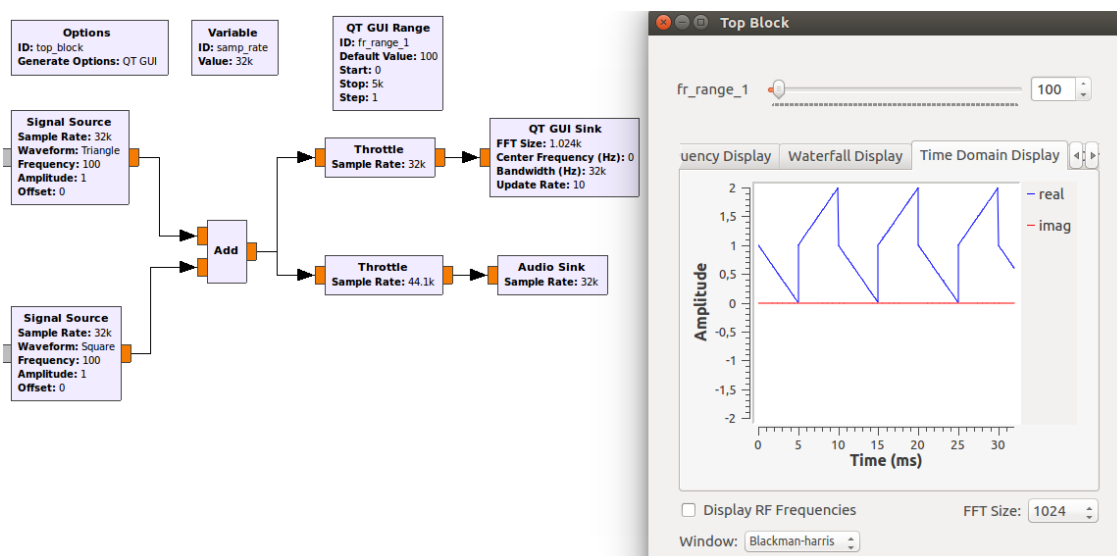 Options
ID: top_block
Generate Options: QT GUI
Variable
ID: samp_rate
Value: 32k
QT GUI Range
ID: fr_range_1
Default Value: 100
Start: 0
Stop: 5k
Step: 1
Signal Source
Sample Rate: 32k
Waveform: Triangle
Frequency: 100
Amplitude: 1
Offset: 0
Signal Source
Sample Rate: 32k
Waveform: Square
Frequency: 100
Amplitude: 1
Offset: 0
Add
Throttle
Sample Rate: 32k
QT GUI Sink
FFT Size: 1.024k
Center Frequency (Hz): 0
Bandwidth (Hz): 32k
Update Rate: 10
Throttle
Sample Rate: 44.1k
Audio Sink
Sample Rate: 32k
Top Block
fr_range_1 100
uency Display Waterfall Display Time Domain Display
2
1,5
1
0,5
0
-0,5
-1
-1,5
-2
Amplitude
real
imag
0 5 10 15 20 25 30
Time (ms)
Display RF Frequencies FFT Size: 1024
Window: Blackman-harris